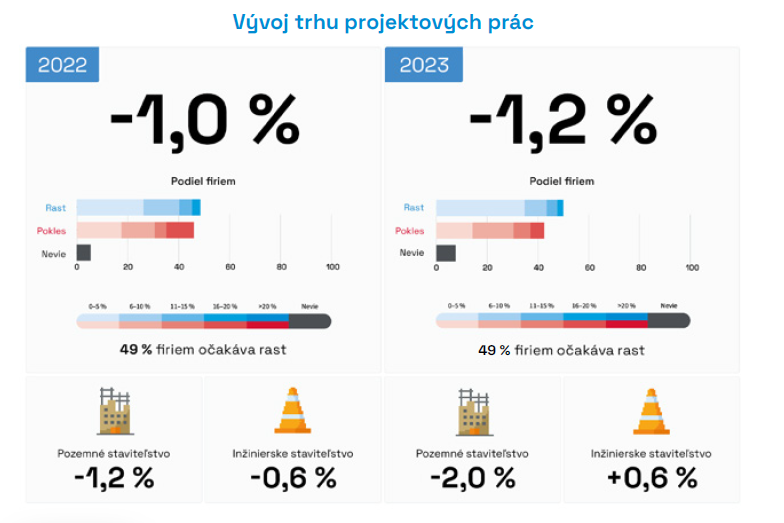 Vývoj trhu projektových prác
2022
-1,0 %
Podiel firiem
Rast
Pokles
Nevie
0 20 40 60 80 100
0-5 % 6-10 % 11-15 % 16-20 % >20 % Nevie
49 % firiem očakáva rast
2023
-1,2 %
Podiel firiem
Rast
Pokles
Nevie
0 20 40 60 80 100
0-5 % 6-10 % 11-15 % 16-20 % >20 % Nevie
49 % firiem očakáva rast
Pozemné staviteľstvo
-1,2 %
Inžinierske staviteľstvo
-0,6 %
Pozemné staviteľstvo
-2,0 %
Inžinierske staviteľstvo
+0,6 %